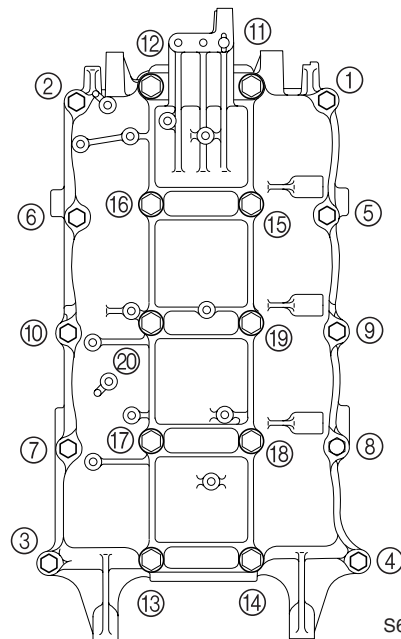 ⑫ ⑪
② ①
⑥ ⑯ ⑮ ⑤
⑩ ⑲ ⑨
⑳
⑦ ⑰ ⑱ ⑧
③ ④
⑬ ⑭
S6